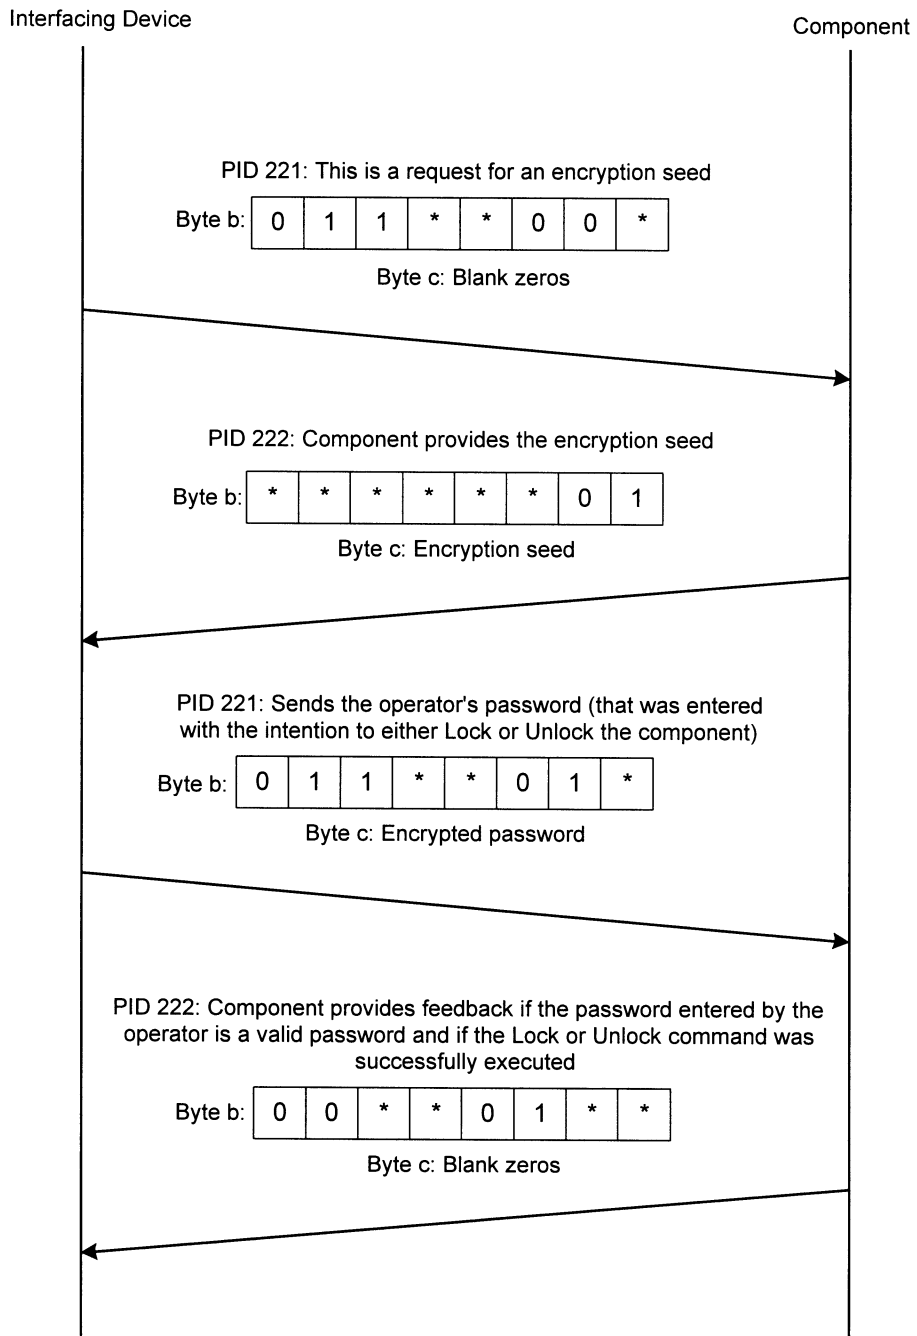 Interfacing Device
Component
PID 221: This is a request for an encryption seed
Byte b: 0 1 1 * * 0 0 *
Byte c: Blank zeros
PID 222: Component provides the encryption seed
Byte b: * * * * * * 0 1
Byte c: Encryption seed
PID 221: Sends the operator's password (that was entered
with the intention to either Lock or Unlock the component)
Byte b: 0 1 1 * * 0 1 *
Byte c: Encrypted password
PID 222: Component provides feedback if the password entered by the
operator is a valid password and if the Lock or Unlock command was
successfully executed
Byte b: 0 0 * * 0 1 * *
Byte c: Blank zeros